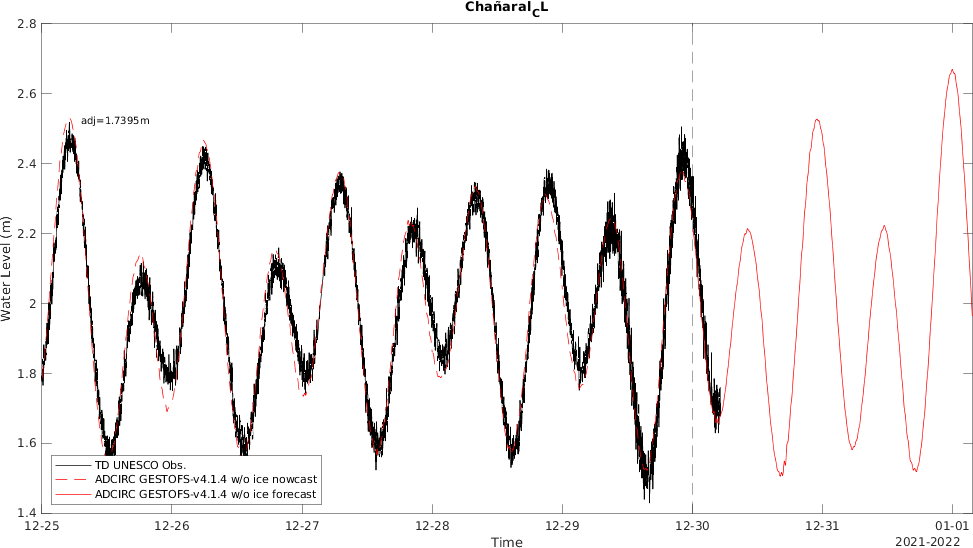 Chañaral_CL
2.8
2.6
2.4
2.2
2
1.8
1.6
1.4
Water Level (m)
adj=1.7395m
TD UNESCO Obs.
ADCIRC GESTOFS-v4.1.4 w/o ice nowcast
ADCIRC GESTOFS-v4.1.4 w/o ice forecast
12-25 12-26 12-27 12-28 12-29 12-30 12-31 01-01
Time
2021-2022